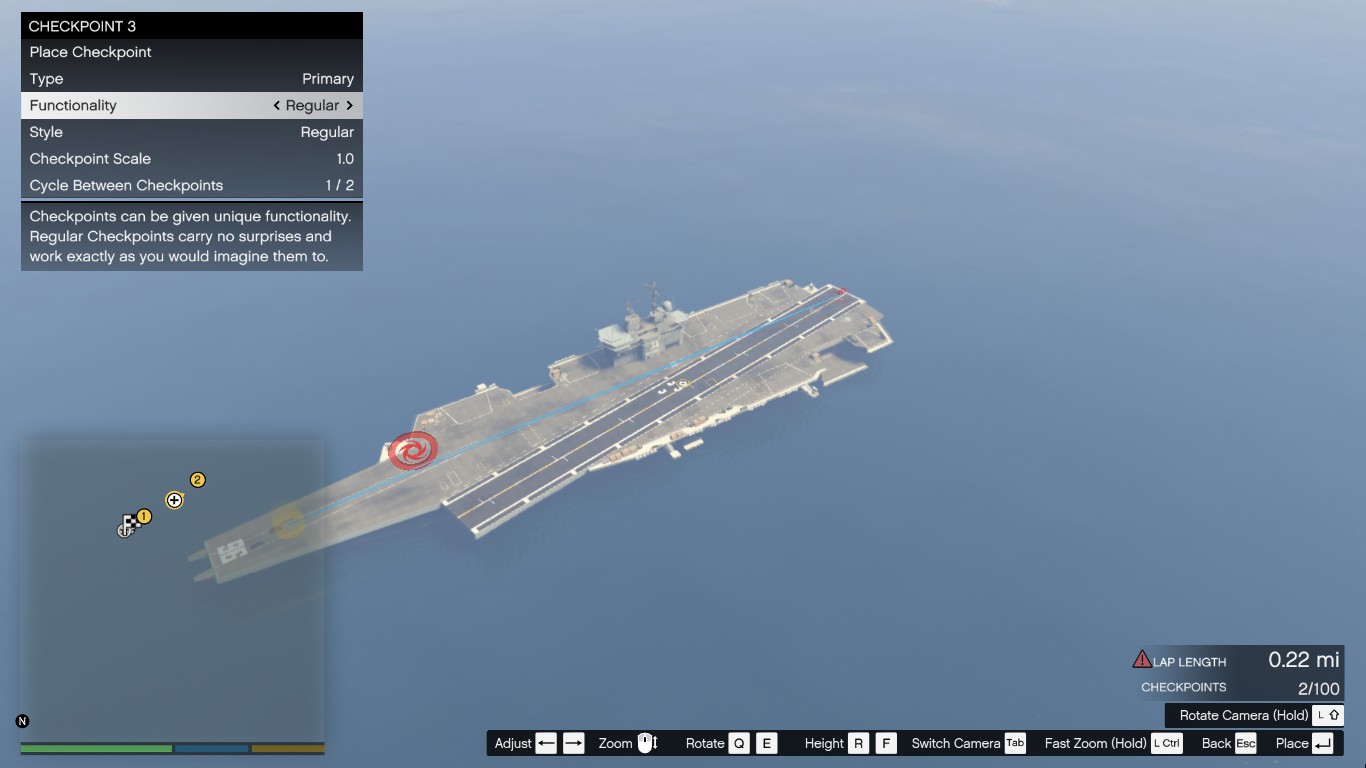 CHECKPOINT 3
Place Checkpoint
Type Primary
Functionality < Regular >
Style Regular
Checkpoint Scale 1.0
Cycle Between Checkpoints 1 / 2
Checkpoints can be given unique functionality.
Regular Checkpoints carry no surprises and
work exactly as you would imagine them to.
2
1
96
N
LAP LENGTH 0.22 mi
CHECKPOINTS 2/100
Rotate Camera (Hold) L
Adjust Zoom Rotate Q E Height R F Switch Camera Tab Fast Zoom (Hold) L Ctrl Back Esc Place